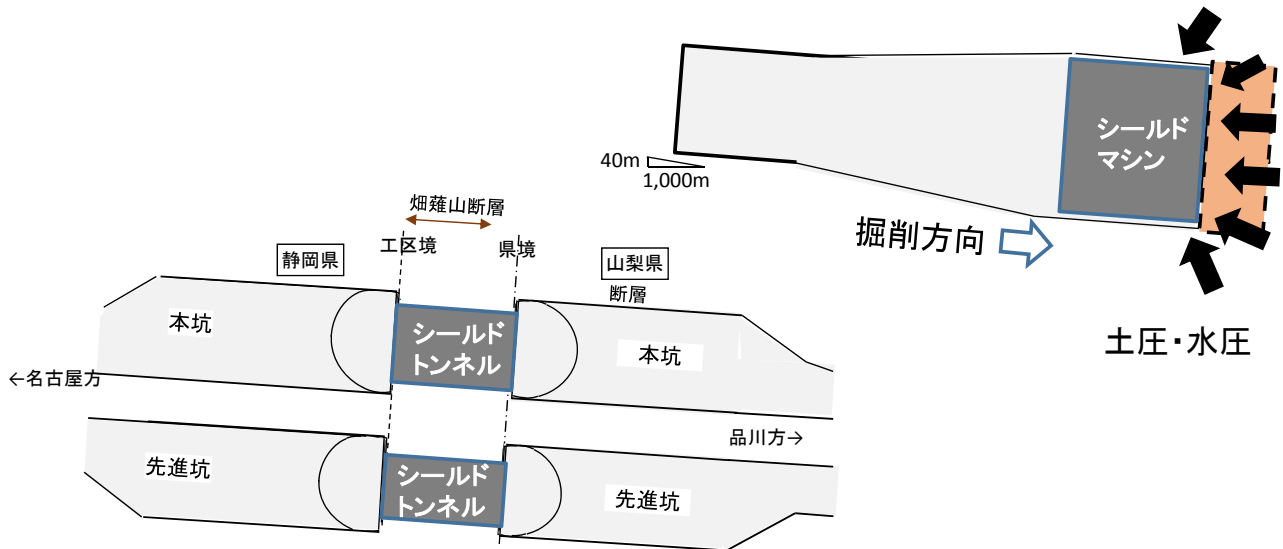 シールド
マシン
40m
1,000m
掘削方向
土圧・水圧
畑薙山断層
工区境
県境
静岡県
山梨県
断層
本坑
シールド
トンネル
本坑
←名古屋方
品川方→
先進坑
シールド
トンネル
先進坑